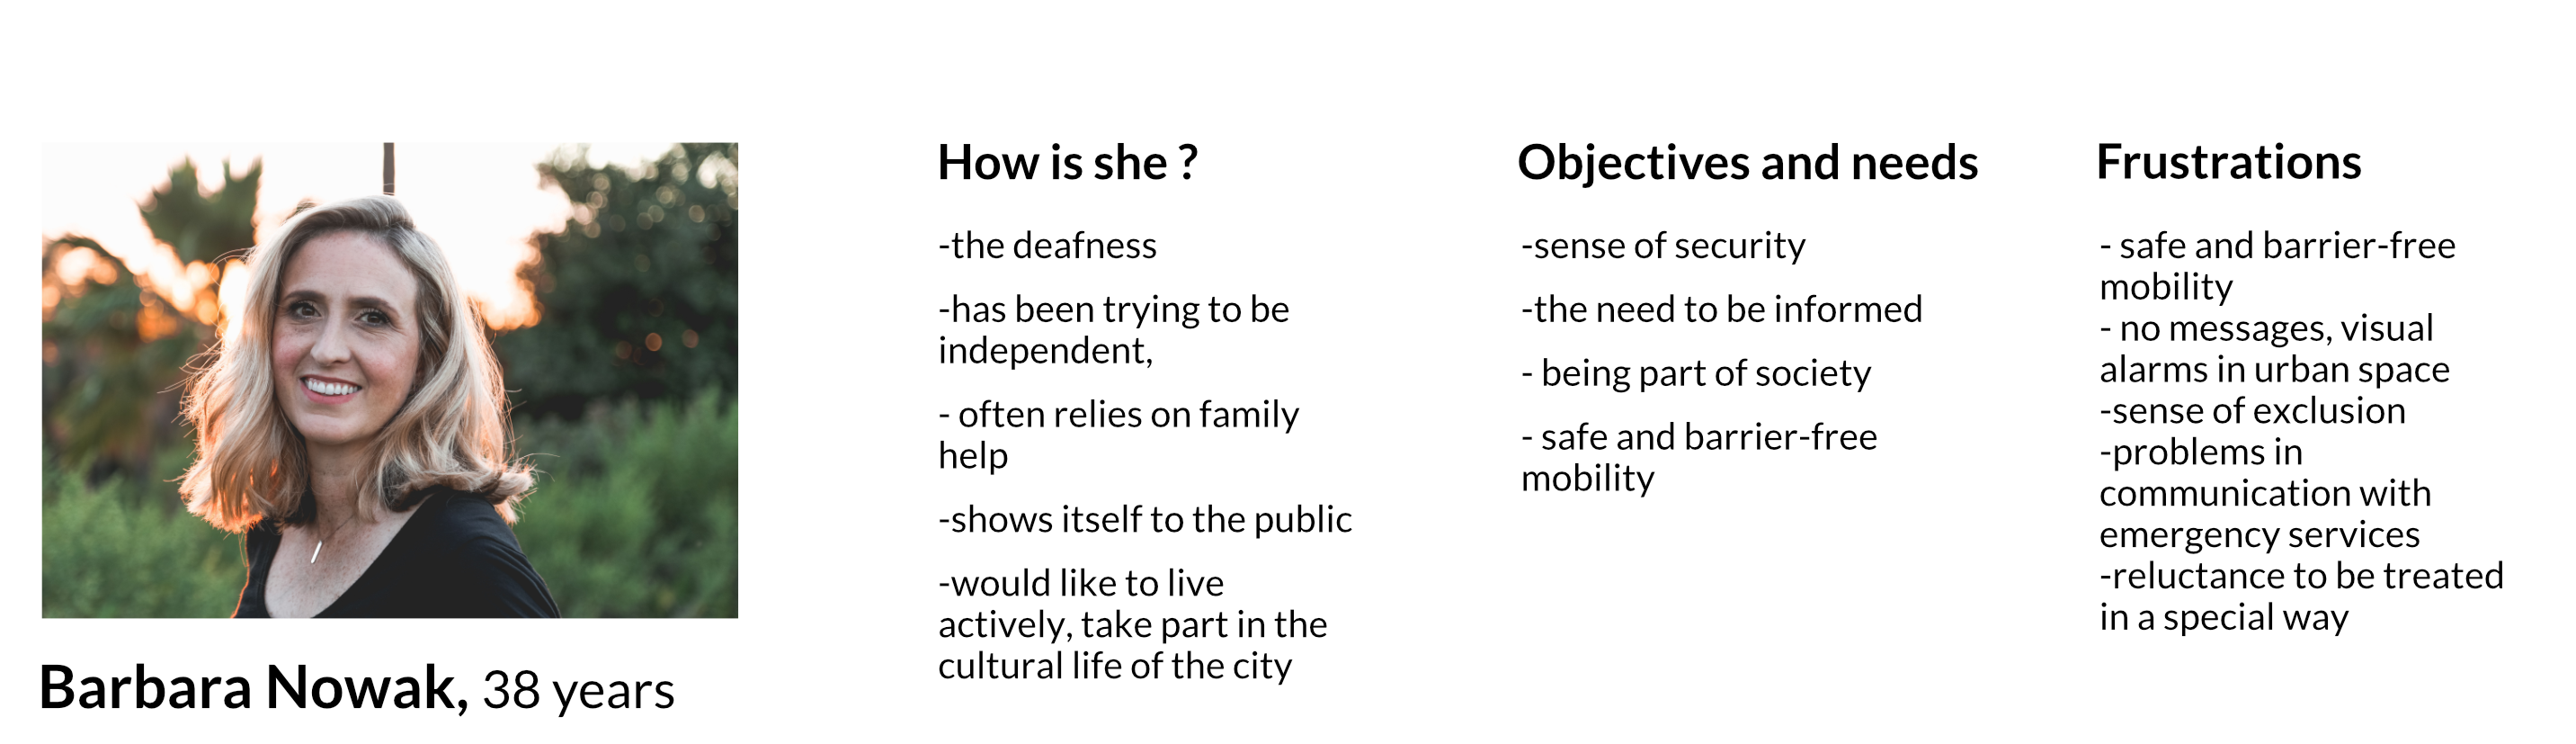 How is she ?
-the deafness
-has been trying to be
independent,
- often relies on family
help
-shows itself to the public
-would like to live
actively, take part in the
cultural life of the city
Objectives and needs
-sense of security
-the need to be informed
- being part of society
- safe and barrier-free
mobility
Frustrations
- safe and barrier-free
mobility
- no messages, visual
alarms in urban space
-sense of exclusion
-problems in
communication with
emergency services
-reluctance to be treated
in a special way
Barbara Nowak, 38 years